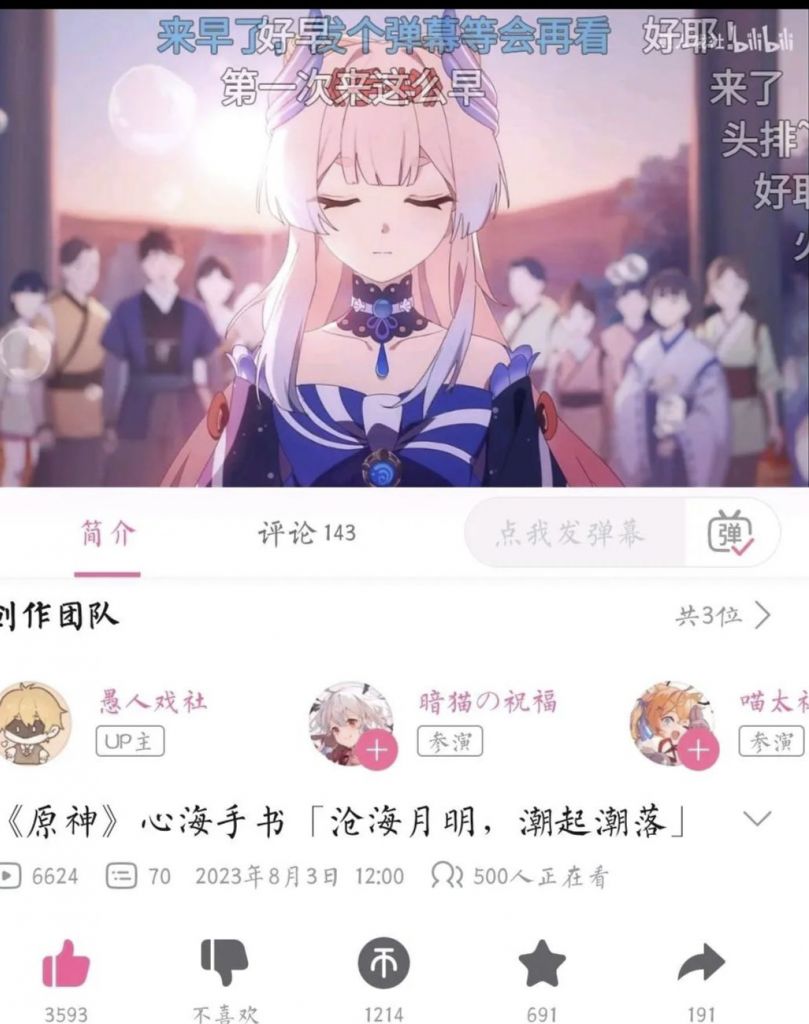 来早了，发个弹幕等会再看
好早
好耶！
bilibili
第一次来这么早
来了
头排
好耶
简介
评论 143
点我发弹幕
弹
创作团队
共3位
愚人戏社
UP主
暗猫の祝福
参演
喵太
参演
《原神》心海手书「沧海月明，潮起潮落」
6624
70
2023年8月3日 12:00
500人正在看
3593
不喜欢
1214
691
191